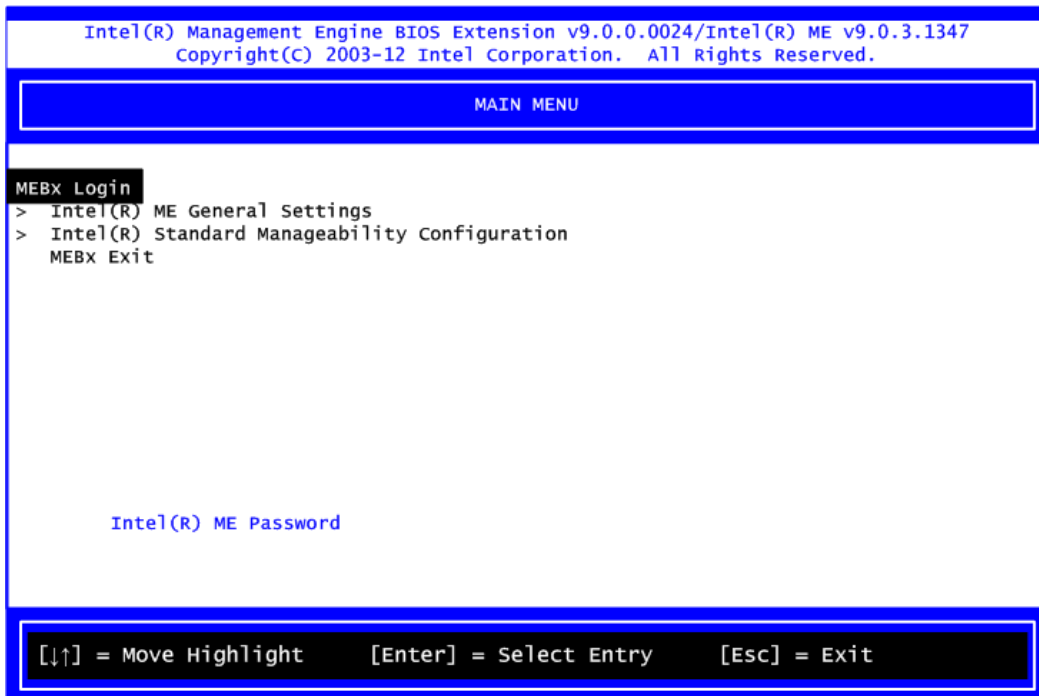 Intel(R) Management Engine BIOS Extension v9.0.0.0024/Intel(R) ME v9.0.3.1347
Copyright(C) 2003-12 Intel Corporation. All Rights Reserved.
MAIN MENU
MEBx Login
> Intel(R) ME General Settings
> Intel(R) Standard Manageability Configuration
MEBx Exit
Intel(R) ME Password
[↓↑] = Move Highlight [Enter] = Select Entry [Esc] = Exit